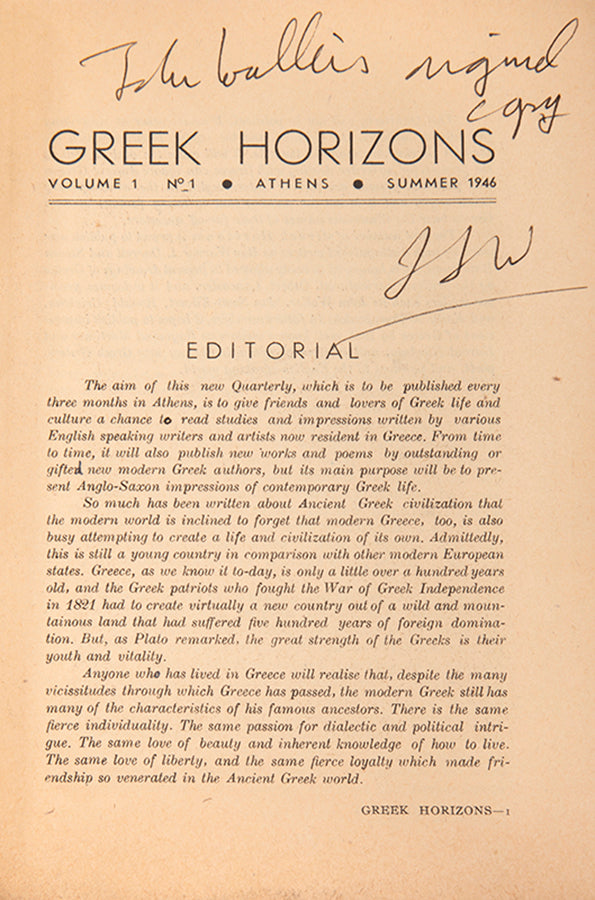 John Waller's signed
copy
GREEK HORIZONS
VOLUME 1 Nº 1 ● ATHENS ● SUMMER 1946
EDITORIAL
The aim of this new Quarterly, which is to be published every
three months in Athens, is to give friends and lovers of Greek life and
culture a chance to read studies and impressions written by various
English speaking writers and artists now resident in Greece. From time
to time, it will also publish new works and poems by outstanding or
gifted new modern Greek authors, but its main purpose will be to pre-
sent Anglo-Saxon impressions of contemporary Greek life.
So much has been written about Ancient Greek civilization that
the modern world is inclined to forget that modern Greece, too, is also
busy attempting to create a life and civilization of its own. Admittedly,
this is still a young country in comparison with other modern European
states. Greece, as we know it to-day, is only a little over a hundred years
old, and the Greek patriots who fought the War of Greek Independence
in 1821 had to create virtually a new country out of a wild and moun-
tainous land that had suffered five hundred years of foreign domina-
tion. But, as Plato remarked, the great strength of the Greeks is their
youth and vitality.
Anyone who has lived in Greece will realise that, despite the many
vicissitudes through which Greece has passed, the modern Greek still has
many of the characteristics of his famous ancestors. There is the same
fierce individuality. The same passion for dialectic and political intri-
gue. The same love of beauty and inherent knowledge of how to live.
The same love of liberty, and the same fierce loyalty which made fri-
endship so venerated in the Ancient Greek world.
GREEK HORIZONS—1